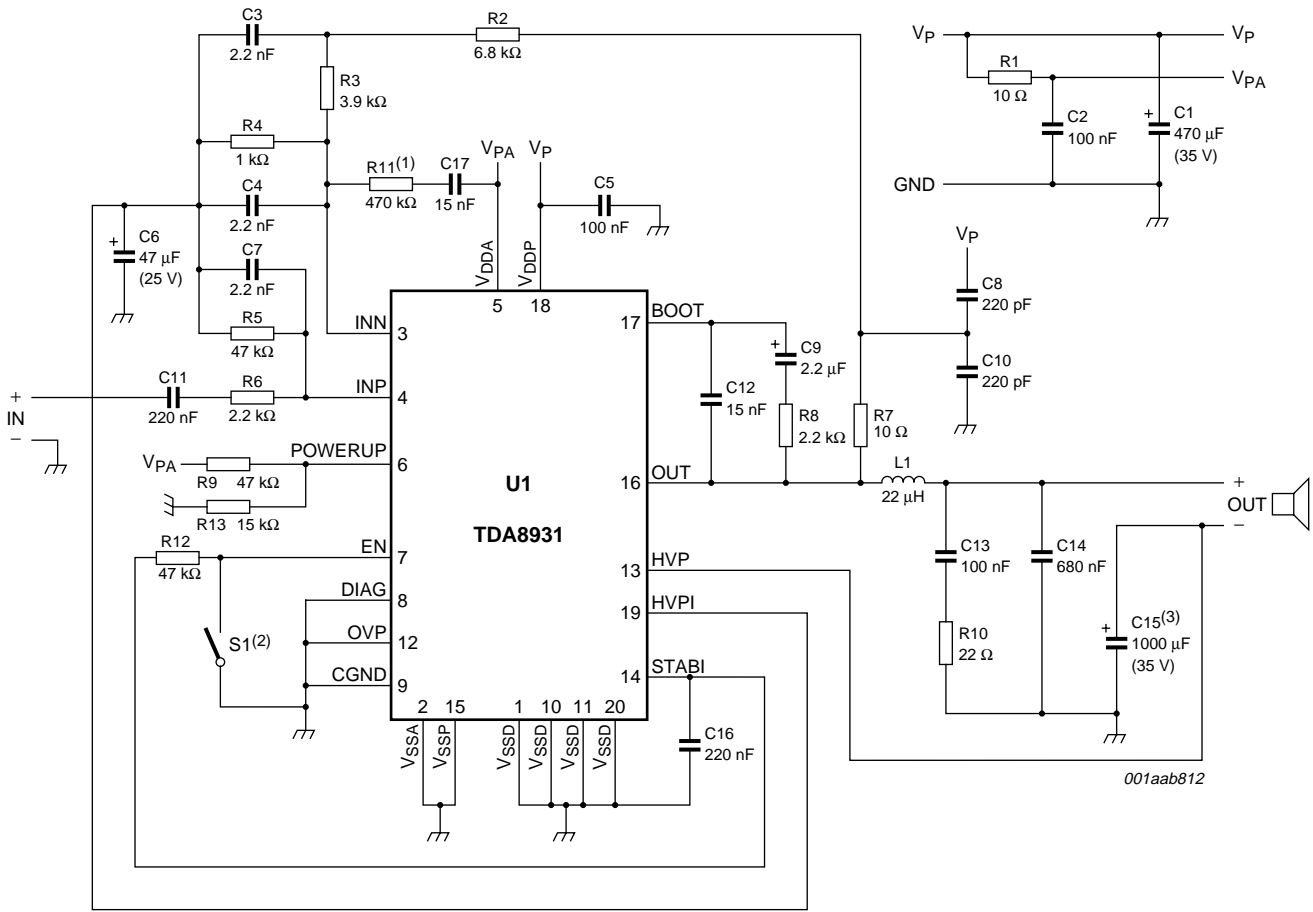 C3
2.2 nF
R2
6.8 kΩ
R3
3.9 kΩ
R4
1 kΩ
C4
2.2 nF
C6
+
47 μF
(25 V)
C7
2.2 nF
R5
47 kΩ
R11(1)
470 kΩ
C17
15 nF
VPA
VP
C5
100 nF
VP
VP
R1
10 Ω
VPA
C2
100 nF
+
C1
470 μF
(35 V)
GND
VP
C8
220 pF
C10
220 pF
+
IN
−
C11
220 nF
R6
2.2 kΩ
VPA
R9
47 kΩ
R13
15 kΩ
R12
47 kΩ
S1(2)
VDDA
5
VDDP
18
INN
3
INP
4
POWERUP
6
EN
7
DIAG
8
OVP
12
CGND
9
U1
TDA8931
17
BOOT
16
OUT
13
HVP
19
HVPI
14
STABI
2
15
1
10
11
20
VSSA
VSSP
VSSD
VSSD
VSSD
VSSD
C12
15 nF
+
C9
2.2 μF
R8
2.2 kΩ
R7
10 Ω
L1
22 μH
C13
100 nF
R10
22 Ω
C14
680 nF
+
C15(3)
1000 μF
(35 V)
+
OUT
−
C16
220 nF
001aab812